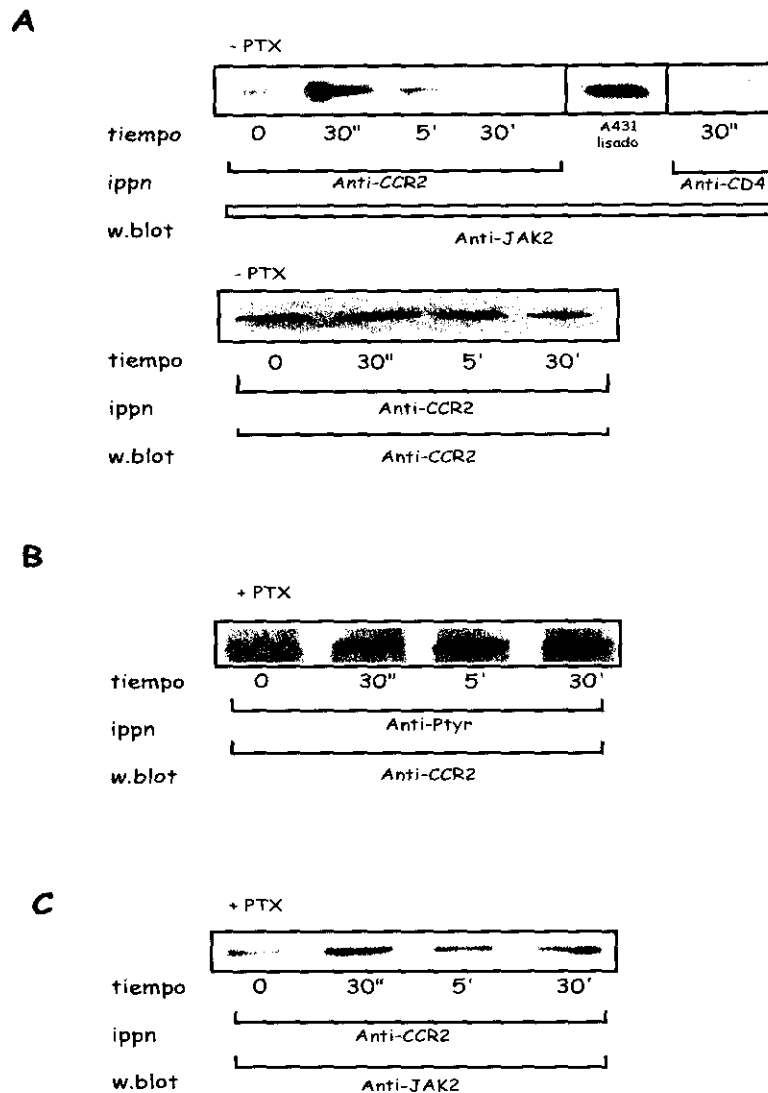 A
- PTX
tiempo 0 30" 5' 30' A431 lisado 30"
ippn Anti-CCR2 Anti-CD4
w.blot Anti-JAK2
- PTX
tiempo 0 30" 5' 30'
ippn Anti-CCR2
w.blot Anti-CCR2
B
+ PTX
tiempo 0 30" 5' 30'
ippn Anti-Ptyr
w.blot Anti-CCR2
C
+ PTX
tiempo 0 30" 5' 30'
ippn Anti-CCR2
w.blot Anti-JAK2